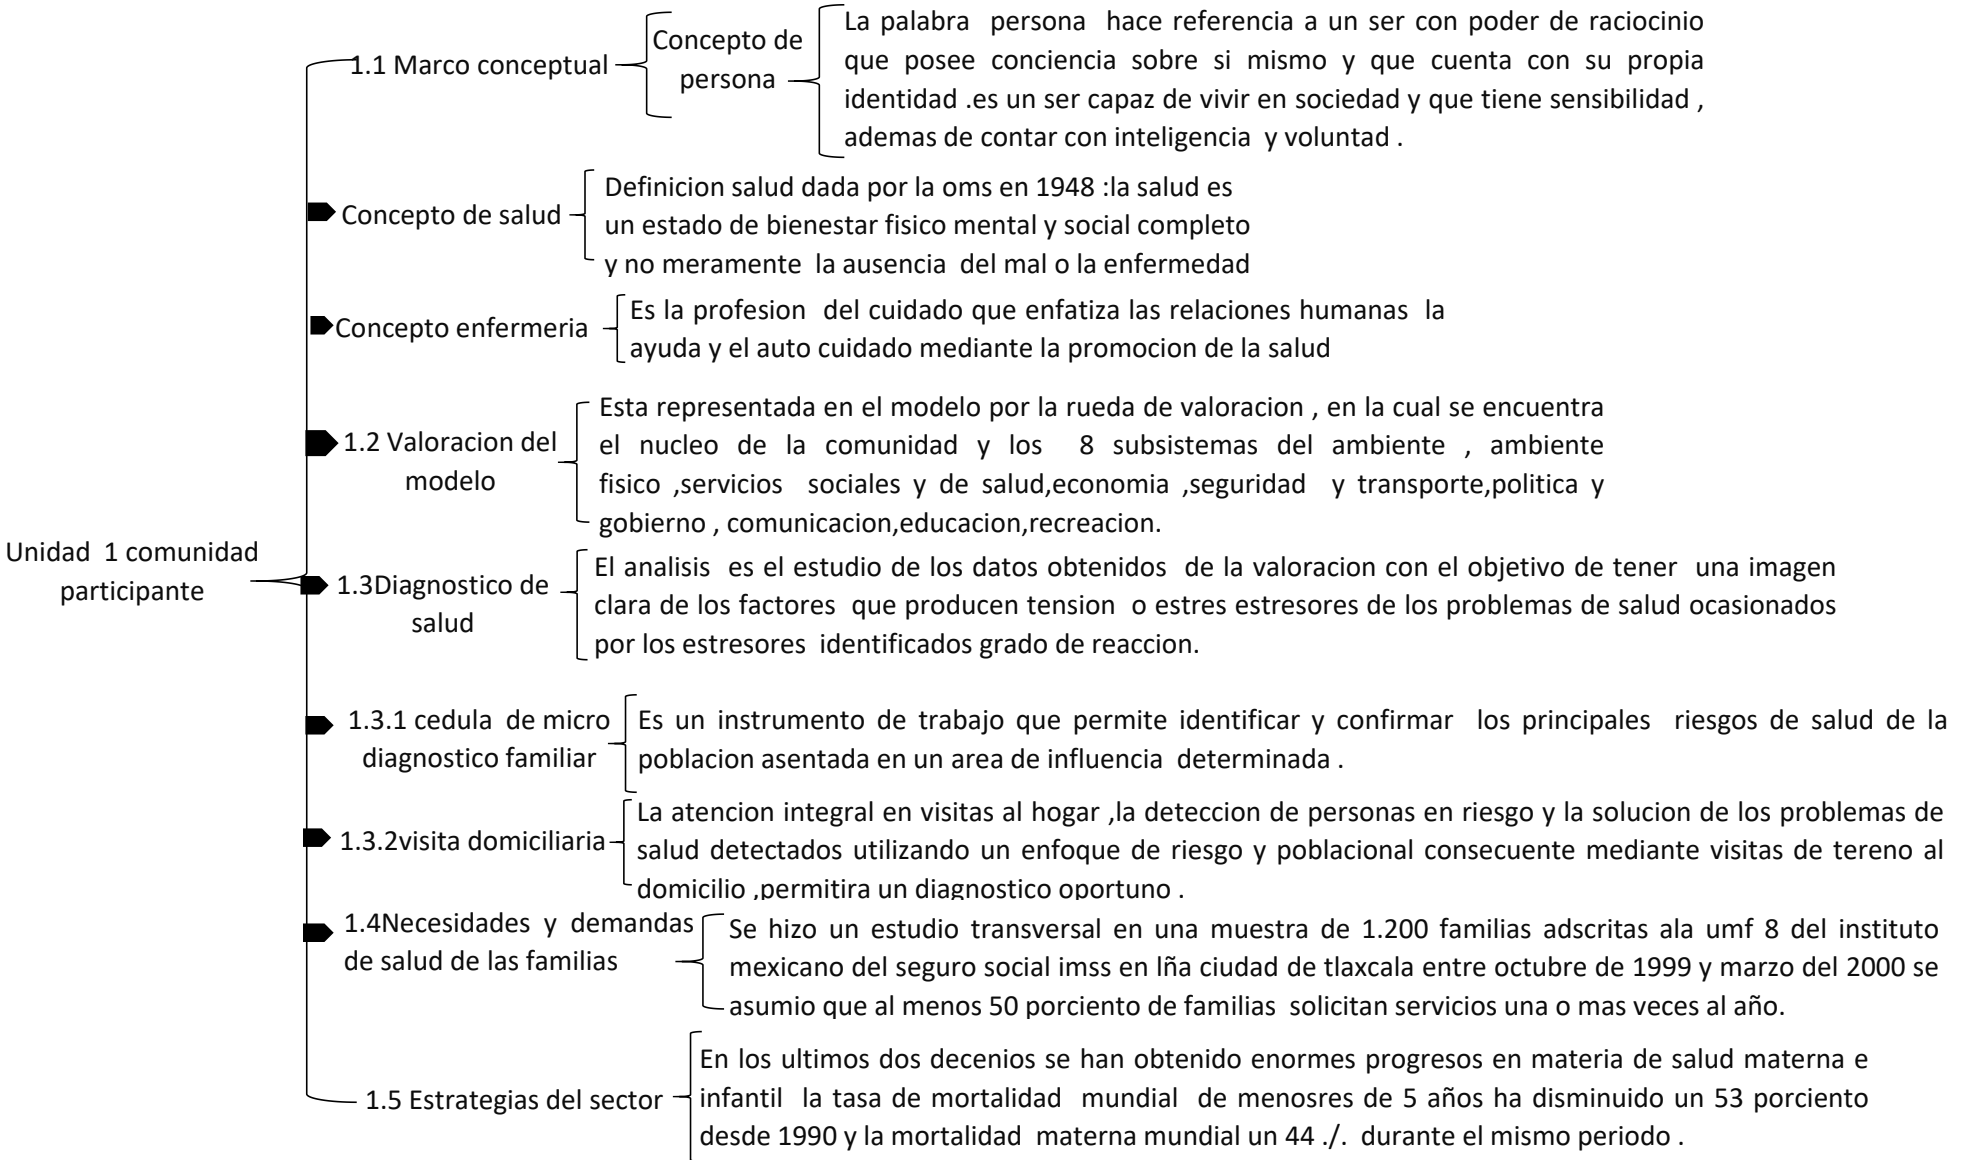 1.1 Marco conceptual
Concepto de
persona
La palabra persona hace referencia a un ser con poder de raciocinio
que posee conciencia sobre si mismo y que cuenta con su propia
identidad .es un ser capaz de vivir en sociedad y que tiene sensibilidad ,
ademas de contar con inteligencia y voluntad .
Concepto de salud
Definicion salud dada por la oms en 1948 :la salud es
un estado de bienestar fisico mental y social completo
y no meramente la ausencia del mal o la enfermedad
Concepto enfermeria
Es la profesion del cuidado que enfatiza las relaciones humanas la
ayuda y el auto cuidado mediante la promocion de la salud
1.2 Valoracion del
modelo
Esta representada en el modelo por la rueda de valoracion , en la cual se encuentra
el nucleo de la comunidad y los 8 subsistemas del ambiente , ambiente
fisico ,servicios sociales y de salud,economia ,seguridad y transporte,politica y
gobierno , comunicacion,educacion,recreacion.
Unidad 1 comunidad
participante
1.3Diagnostico de
salud
El analisis es el estudio de los datos obtenidos de la valoracion con el objetivo de tener una imagen
clara de los factores que producen tension o estres estresores de los problemas de salud ocasionados
por los estresores identificados grado de reaccion.
1.3.1 cedula de micro
diagnostico familiar
Es un instrumento de trabajo que permite identificar y confirmar los principales riesgos de salud de la
poblacion asentada en un area de influencia determinada .
1.3.2visita domiciliaria
La atencion integral en visitas al hogar ,la deteccion de personas en riesgo y la solucion de los problemas de
salud detectados utilizando un enfoque de riesgo y poblacional consecuente mediante visitas de tereno al
domicilio ,permitira un diagnostico oportuno .
1.4Necesidades y demandas
de salud de las familias
Se hizo un estudio transversal en una muestra de 1.200 familias adscritas ala umf 8 del instituto
mexicano del seguro social imss en lña ciudad de tlaxcala entre octubre de 1999 y marzo del 2000 se
asumio que al menos 50 porciento de familias solicitan servicios una o mas veces al año.
1.5 Estrategias del sector
En los ultimos dos decenios se han obtenido enormes progresos en materia de salud materna e
infantil la tasa de mortalidad mundial de menosres de 5 años ha disminuido un 53 porciento
desde 1990 y la mortalidad materna mundial un 44 ./. durante el mismo periodo .